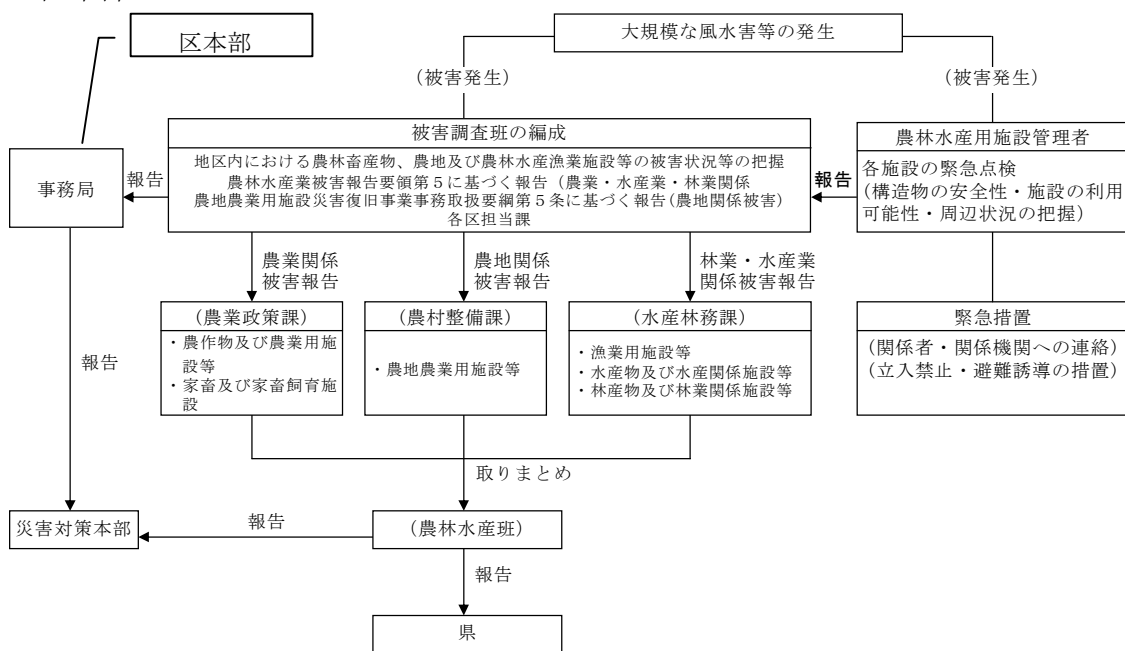 区本部
大規模な風水害等の発生
(被害発生)
(被害発生)
被害調査班の編成
地区内における農林畜産物、農地及び農林水産漁業施設等の被害状況等の把握
農林水産業被害報告要領第5に基づく報告（農業・水産業・林業関係
農地農業用施設災害復旧事業事務取扱要綱第5条に基づく報告(農地関係被害)
各区担当課
農林水産用施設管理者
各施設の緊急点検
(構造物の安全性・施設の利用
可能性・周辺状況の把握)
報告
報告
事務局
農業関係
被害報告
農地関係
被害報告
林業・水産業
関係被害報告
(農業政策課)
・農作物及び農業用施
設等
・家畜及び家畜飼育施
設
(農村整備課)
・農地農業用施設等
(水産林務課)
・漁業用施設等
・水産物及び水産関係施設等
・林産物及び林業関係施設等
緊急措置
(関係者・関係機関への連絡)
(立入禁止・避難誘導の措置)
報告
取りまとめ
災害対策本部
報告
(農林水産班)
報告
県